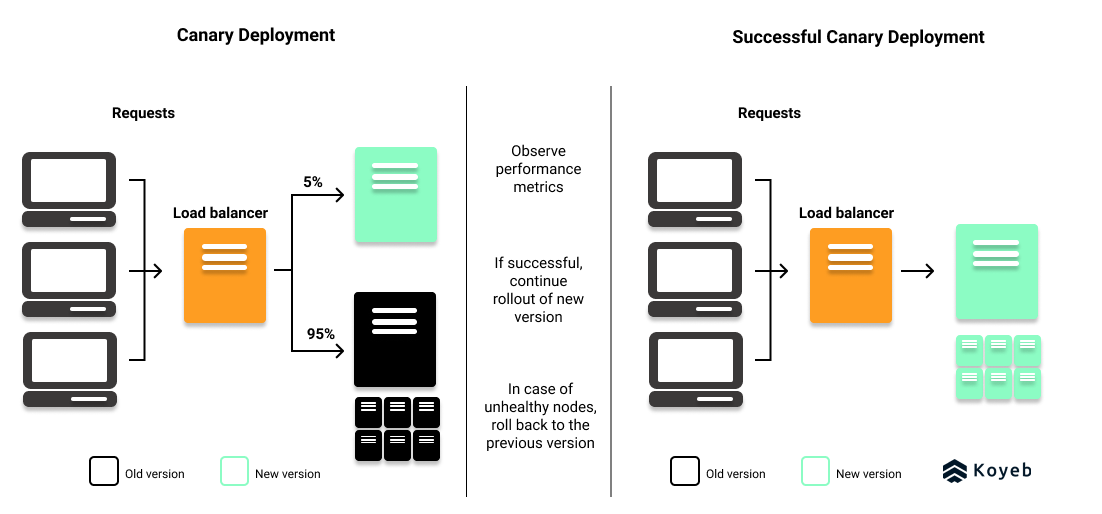 Canary Deployment
Requests
Load balancer
5%
95%
Old version
New version
Observe
performance
metrics
If successful,
continue
rollout of new
version
In case of
unhealthy nodes,
roll back to the
previous version
Successful Canary Deployment
Requests
Load balancer
Old version
New version
Koyeb